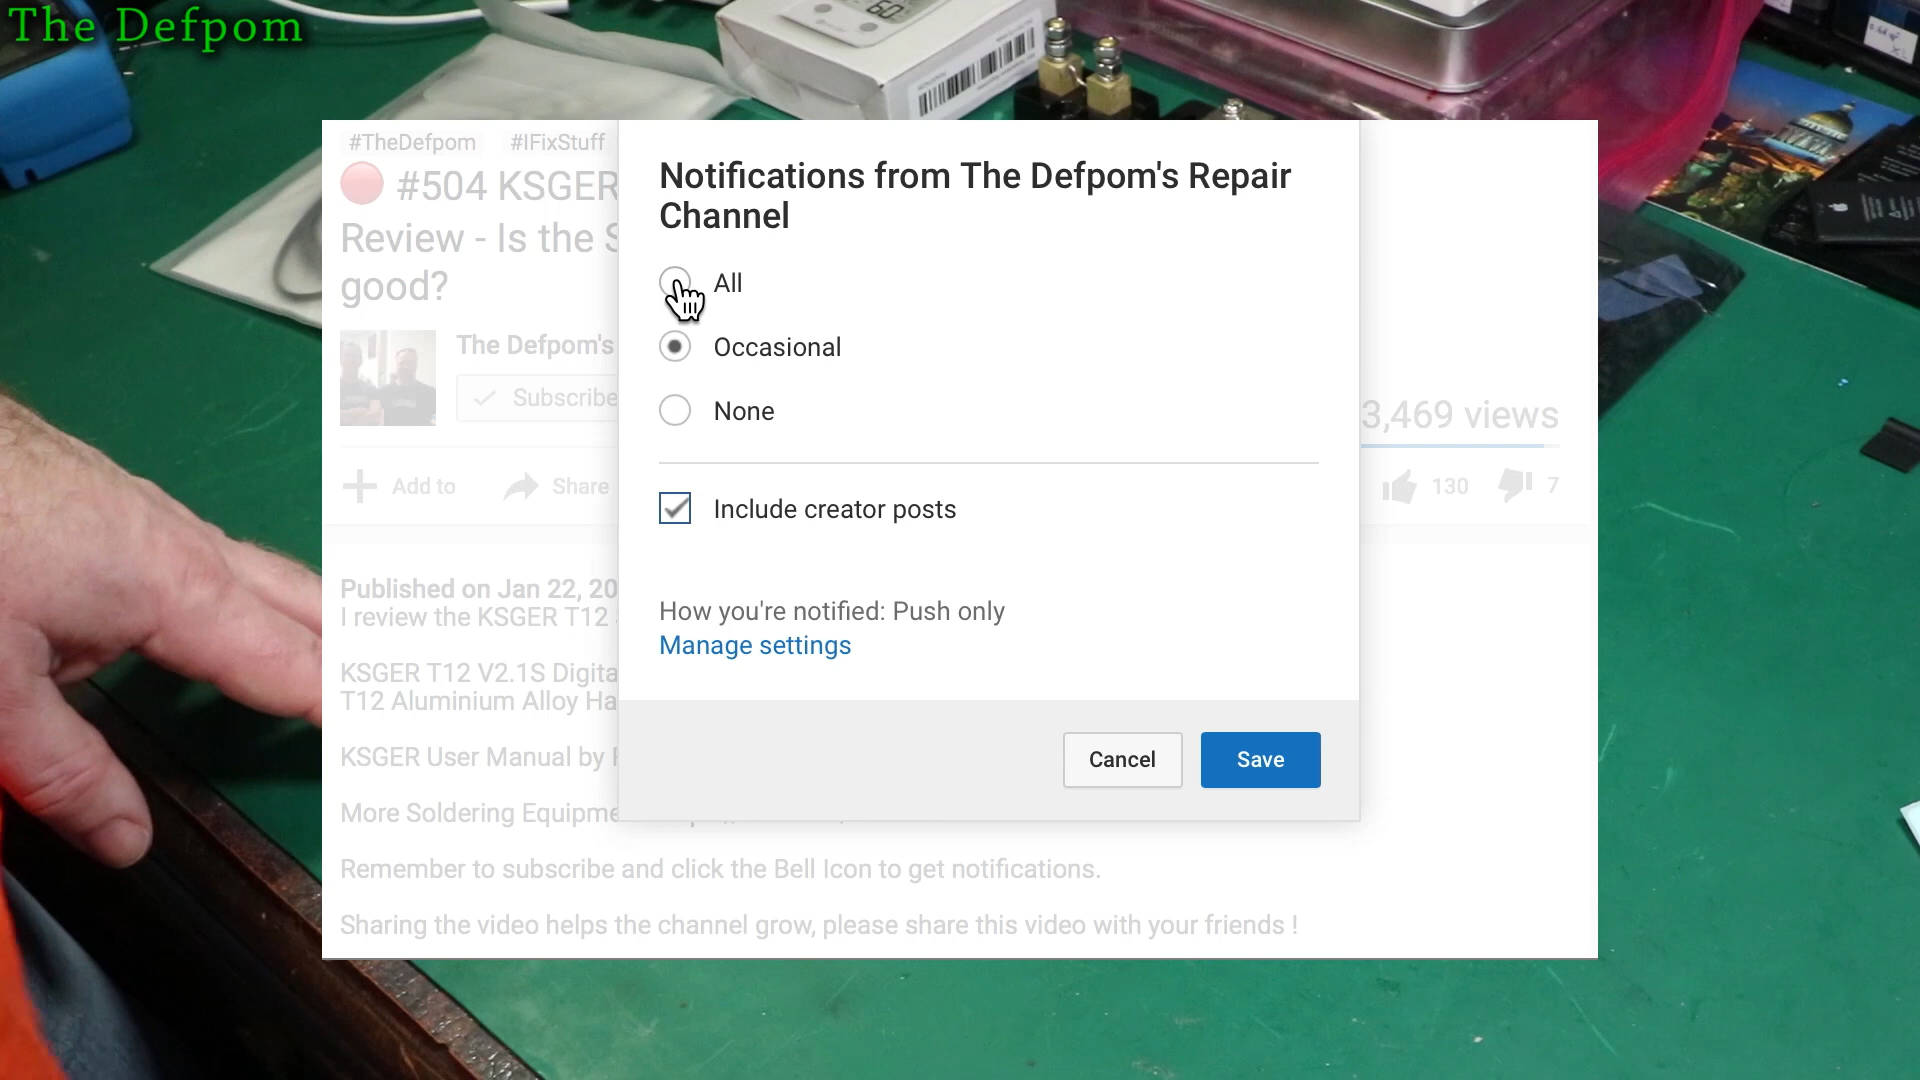 The Defpom
60
#TheDefpom #IFixStuff
#504 KSGER
Review - Is the
good?
The Defpom's
Subscribe
3,469 views
Add to
Share
130
7
Published on Jan 22, 20
I review the KSGER T12
KSGER T12 V2.1S Digita
T12 Aluminium Alloy Ha
KSGER User Manual by
More Soldering Equipme
Remember to subscribe and click the Bell Icon to get notifications.
Sharing the video helps the channel grow, please share this video with your friends !
Notifications from The Defpom's Repair
Channel
All
Occasional
None
Include creator posts
How you're notified: Push only
Manage settings
Cancel
Save